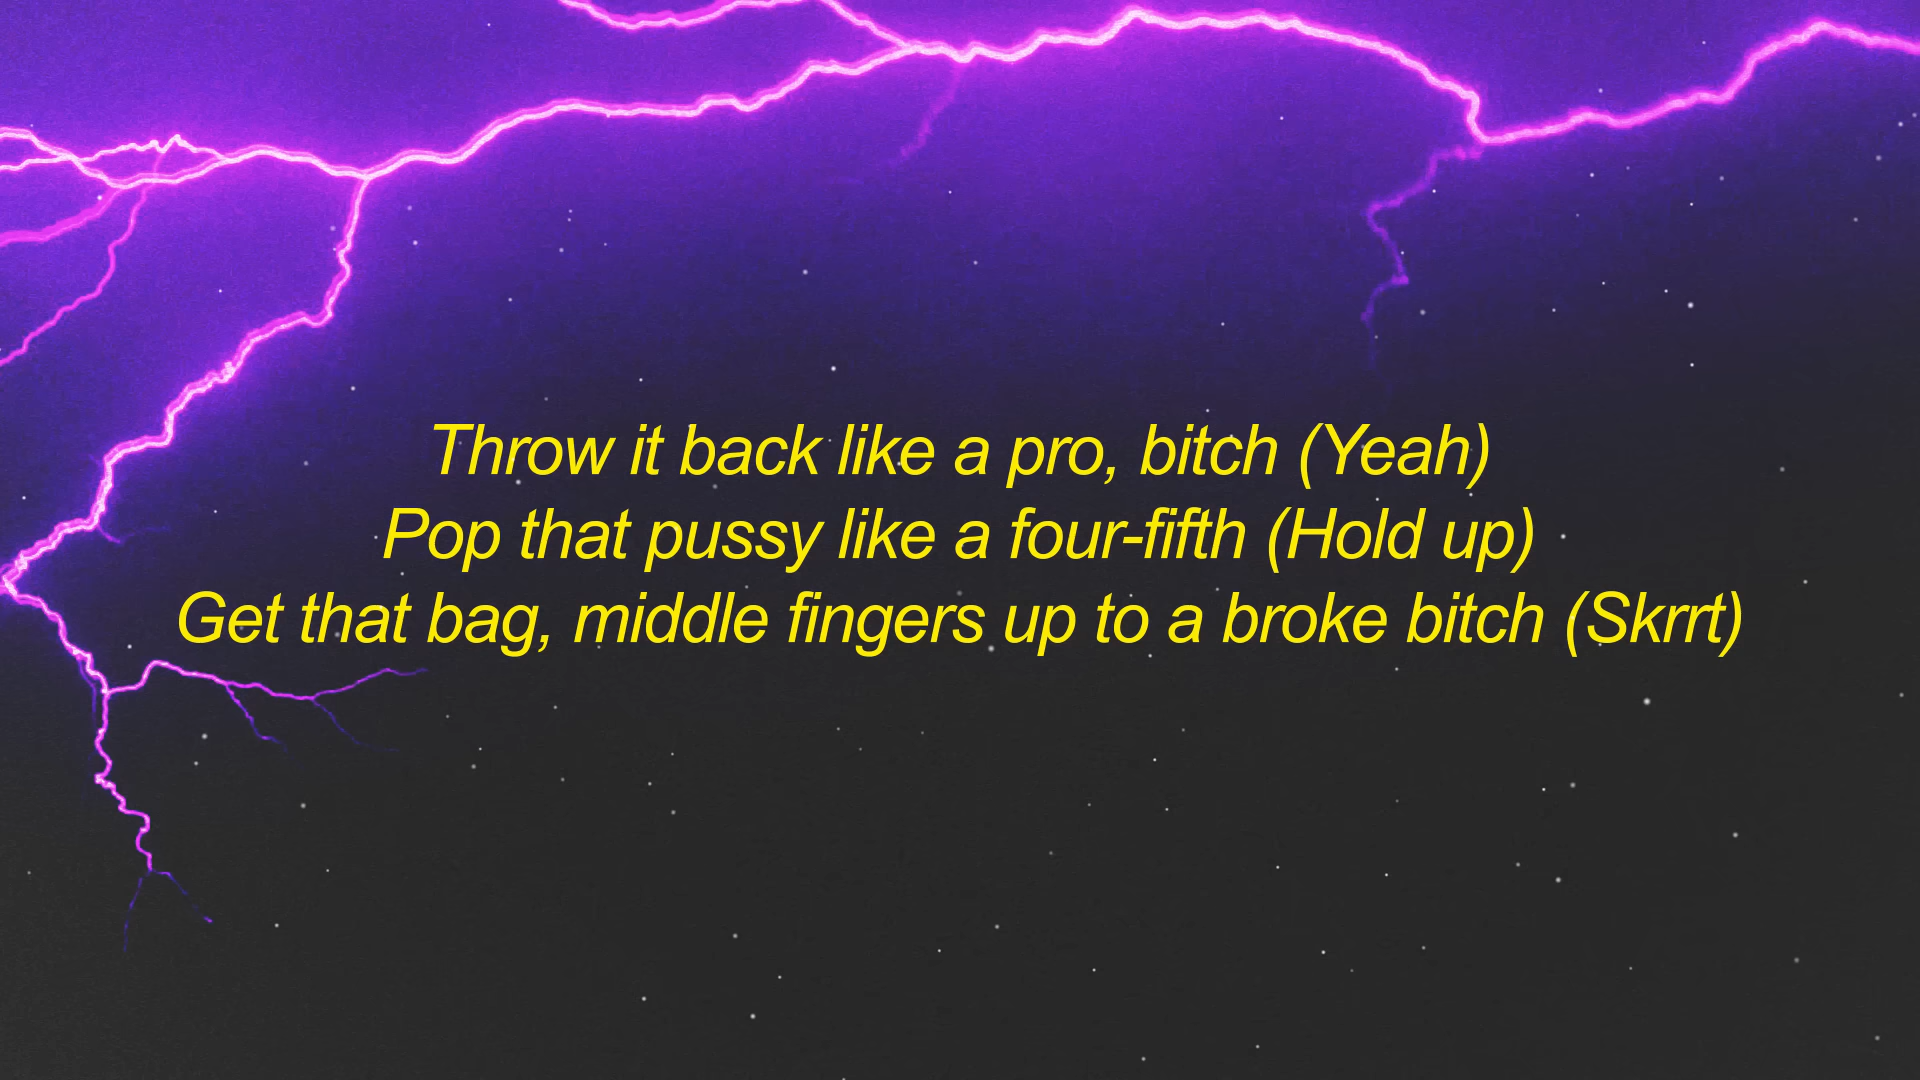 Throw it back like a pro, bitch (Yeah)
Pop that pussy like a four-fifth (Hold up)
Get that bag, middle fingers up to a broke bitch (Skrrt)